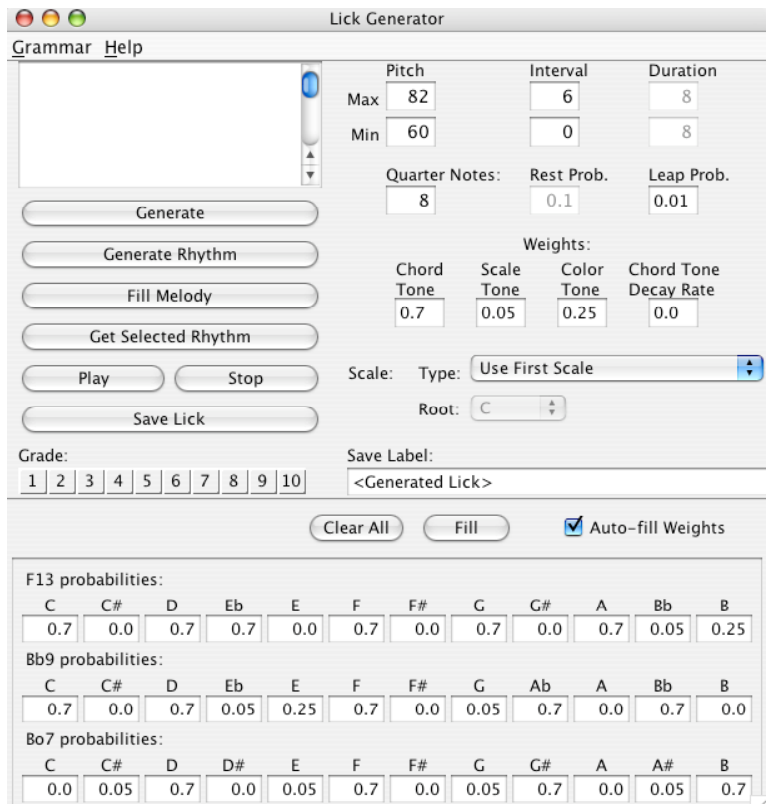 Lick Generator
Grammar Help
Pitch Interval Duration
Max 82 6 8
Min 60 0 8
Quarter Notes: Rest Prob. Leap Prob.
8 0.1 0.01
Generate
Generate Rhythm
Fill Melody
Get Selected Rhythm
Play Stop
Save Lick
Weights:
Chord Scale Color Chord Tone
Tone Tone Tone Decay Rate
0.7 0.05 0.25 0.0
Scale: Type: Use First Scale
Root: C
Grade:
1 2 3 4 5 6 7 8 9 10
Save Label:
<Generated Lick>
Clear All Fill Auto-fill Weights
F13 probabilities:
C C# D Eb E F F# G G# A Bb B
0.7 0.0 0.7 0.7 0.0 0.7 0.0 0.7 0.0 0.7 0.05 0.25
Bb9 probabilities:
C C# D Eb E F F# G Ab A Bb B
0.7 0.0 0.7 0.05 0.25 0.7 0.0 0.05 0.7 0.0 0.7 0.0
Bo7 probabilities:
C C# D D# E F F# G G# A A# B
0.0 0.05 0.7 0.0 0.05 0.7 0.0 0.05 0.7 0.0 0.05 0.7